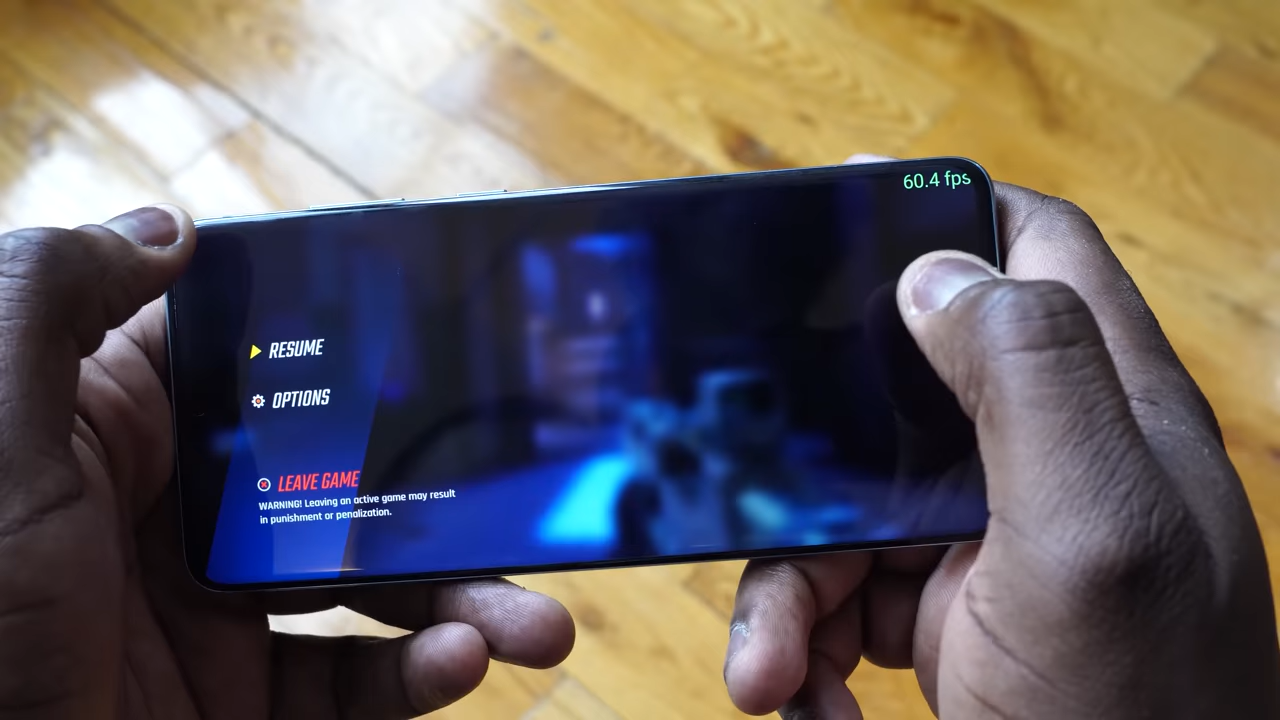 60.4 fps
RESUME
OPTIONS
LEAVE GAME
WARNING! Leaving an active game may result
in punishment or penalization.